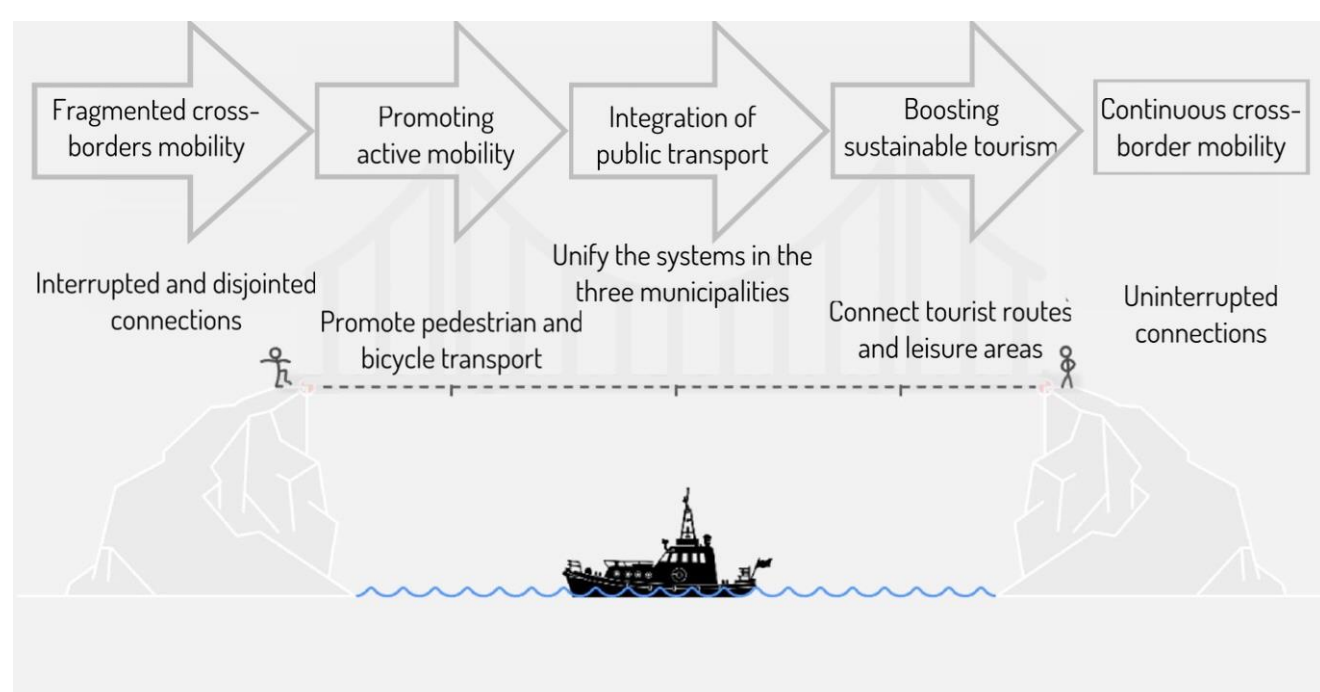 Fragmented cross-
borders mobility
Promoting
active mobility
Integration of
public transport
Boosting
sustainable tourism
Continuous cross-
border mobility
Interrupted and disjointed
connections
Promote pedestrian and
bicycle transport
Unify the systems in the
three municipalities
Connect tourist routes
and leisure areas
Uninterrupted
connections